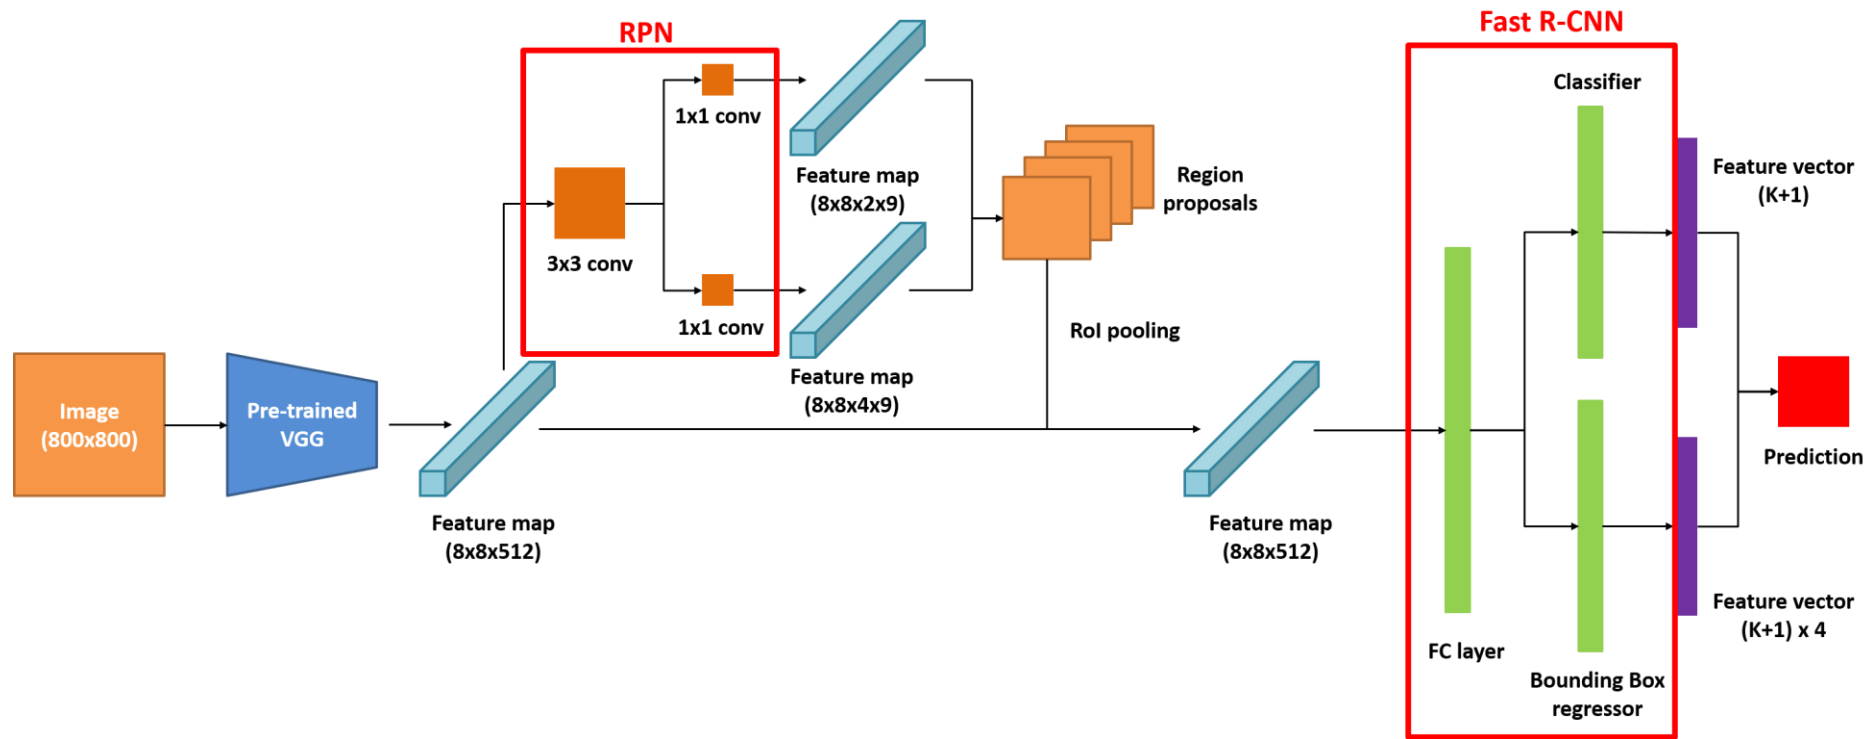 RPN
1x1 conv
3x3 conv
1x1 conv
Feature map
(8x8x2x9)
Feature map
(8x8x4x9)
Region
proposals
RoI pooling
Image
(800x800)
Pre-trained
VGG
Feature map
(8x8x512)
Feature map
(8x8x512)
Fast R-CNN
Classifier
FC layer
Bounding Box
regressor
Feature vector
(K+1)
Prediction
Feature vector
(K+1) x 4